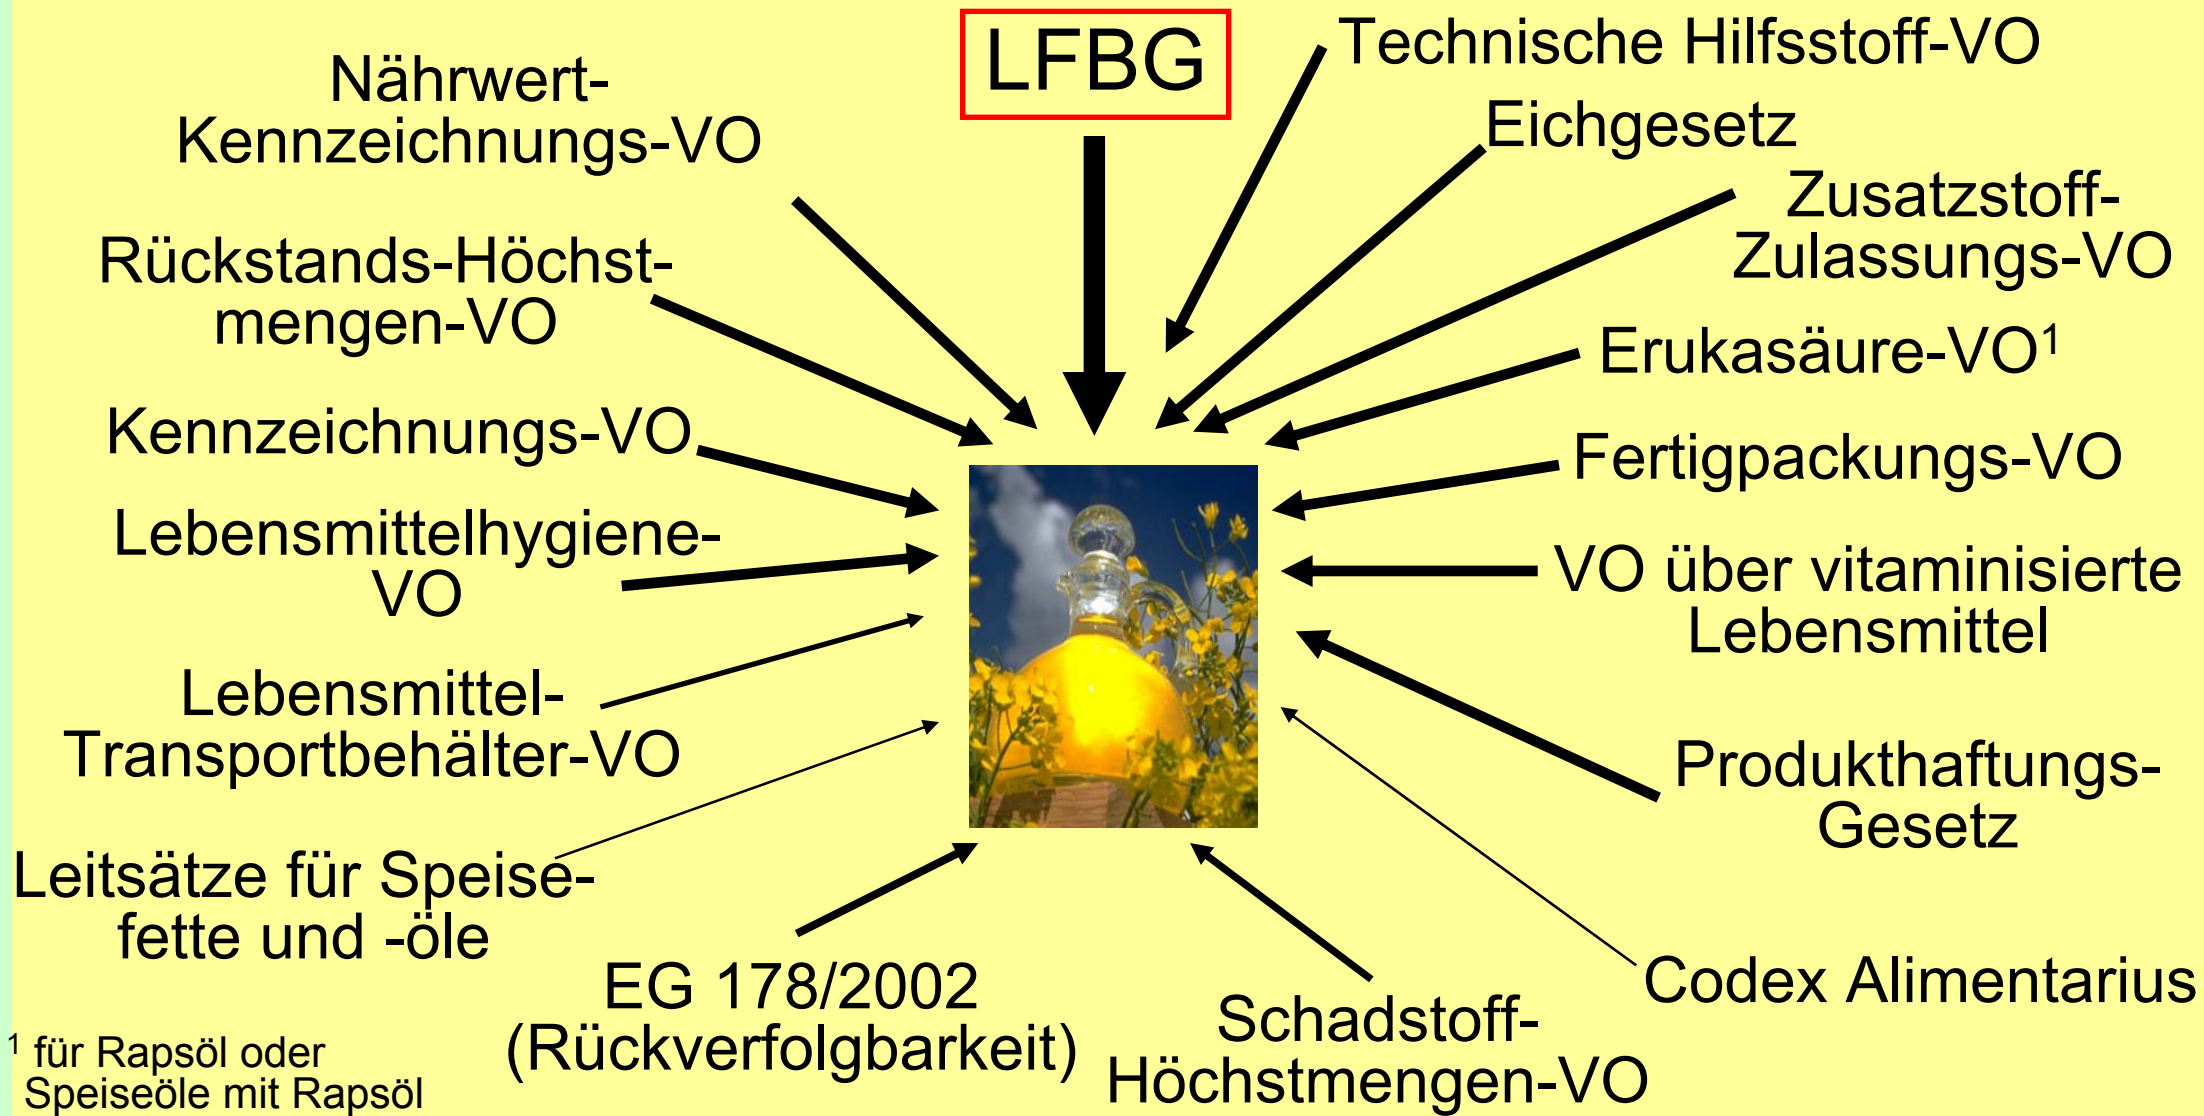 LFBG
Nährwert-
Kennzeichnungs-VO
Rückstands-Höchst-
mengen-VO
Kennzeichnungs-VO
Lebensmittelhygiene-
VO
Lebensmittel-
Transportbehälter-VO
Leitsätze für Speise-
fette und -öle
EG 178/2002
(Rückverfolgbarkeit)
Technische Hilfsstoff-VO
Eichgesetz
Zusatzstoff-
Zulassungs-VO
Erukasäure-VO¹
Fertigpackungs-VO
VO über vitaminisierte
Lebensmittel
Produkthaftungs-
Gesetz
Codex Alimentarius
Schadstoff-
Höchstmengen-VO
¹ für Rapsöl oder
Speiseöle mit Rapsöl